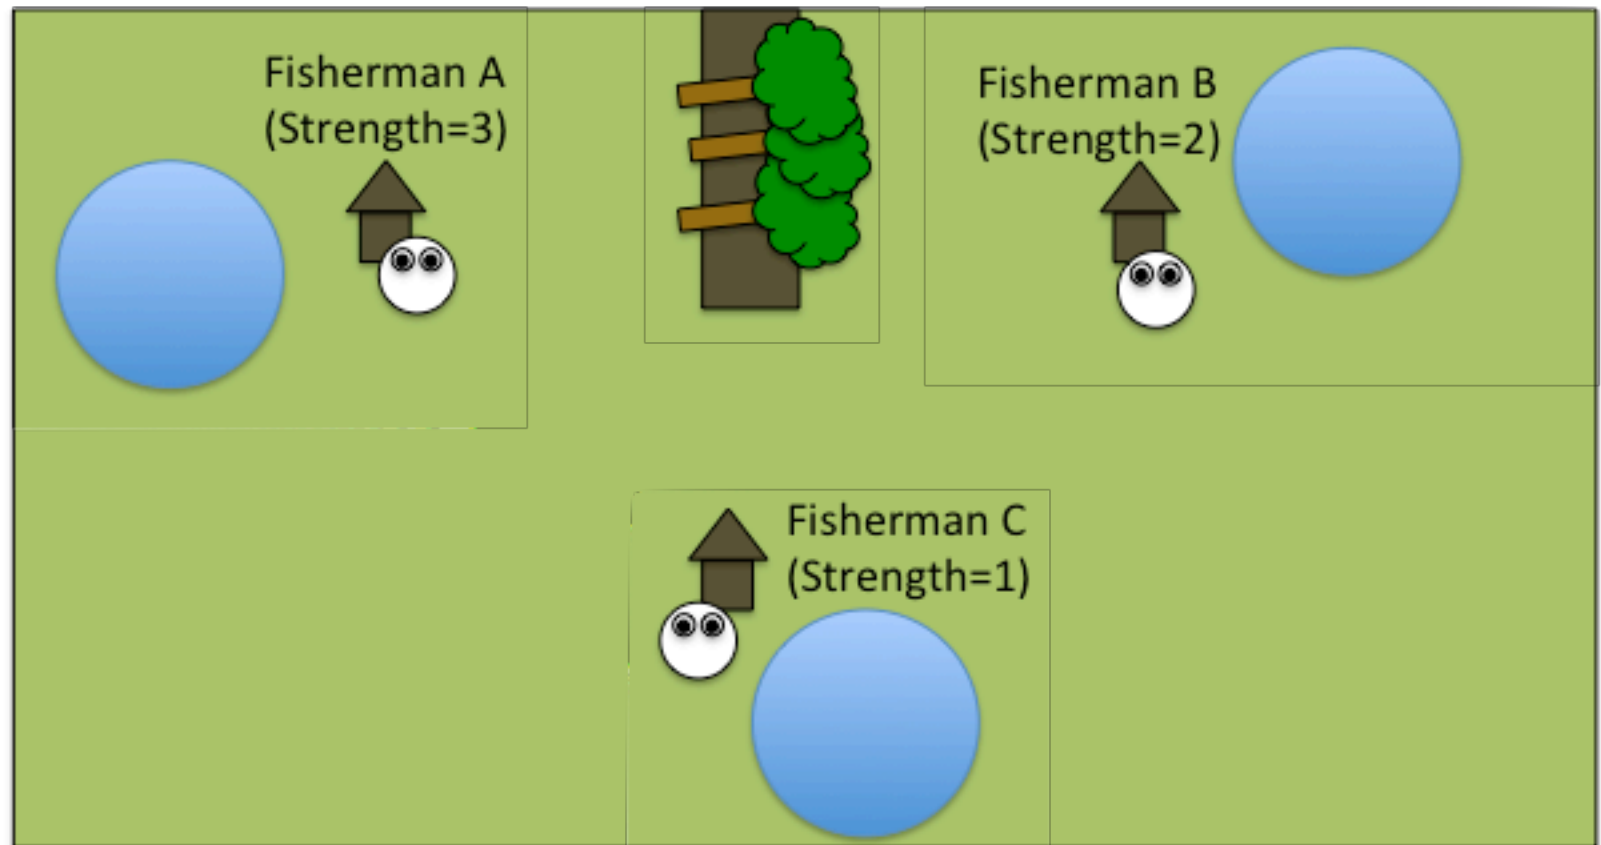 Fisherman A
(Strength=3)
Fisherman B
(Strength=2)
Fisherman C
(Strength=1)